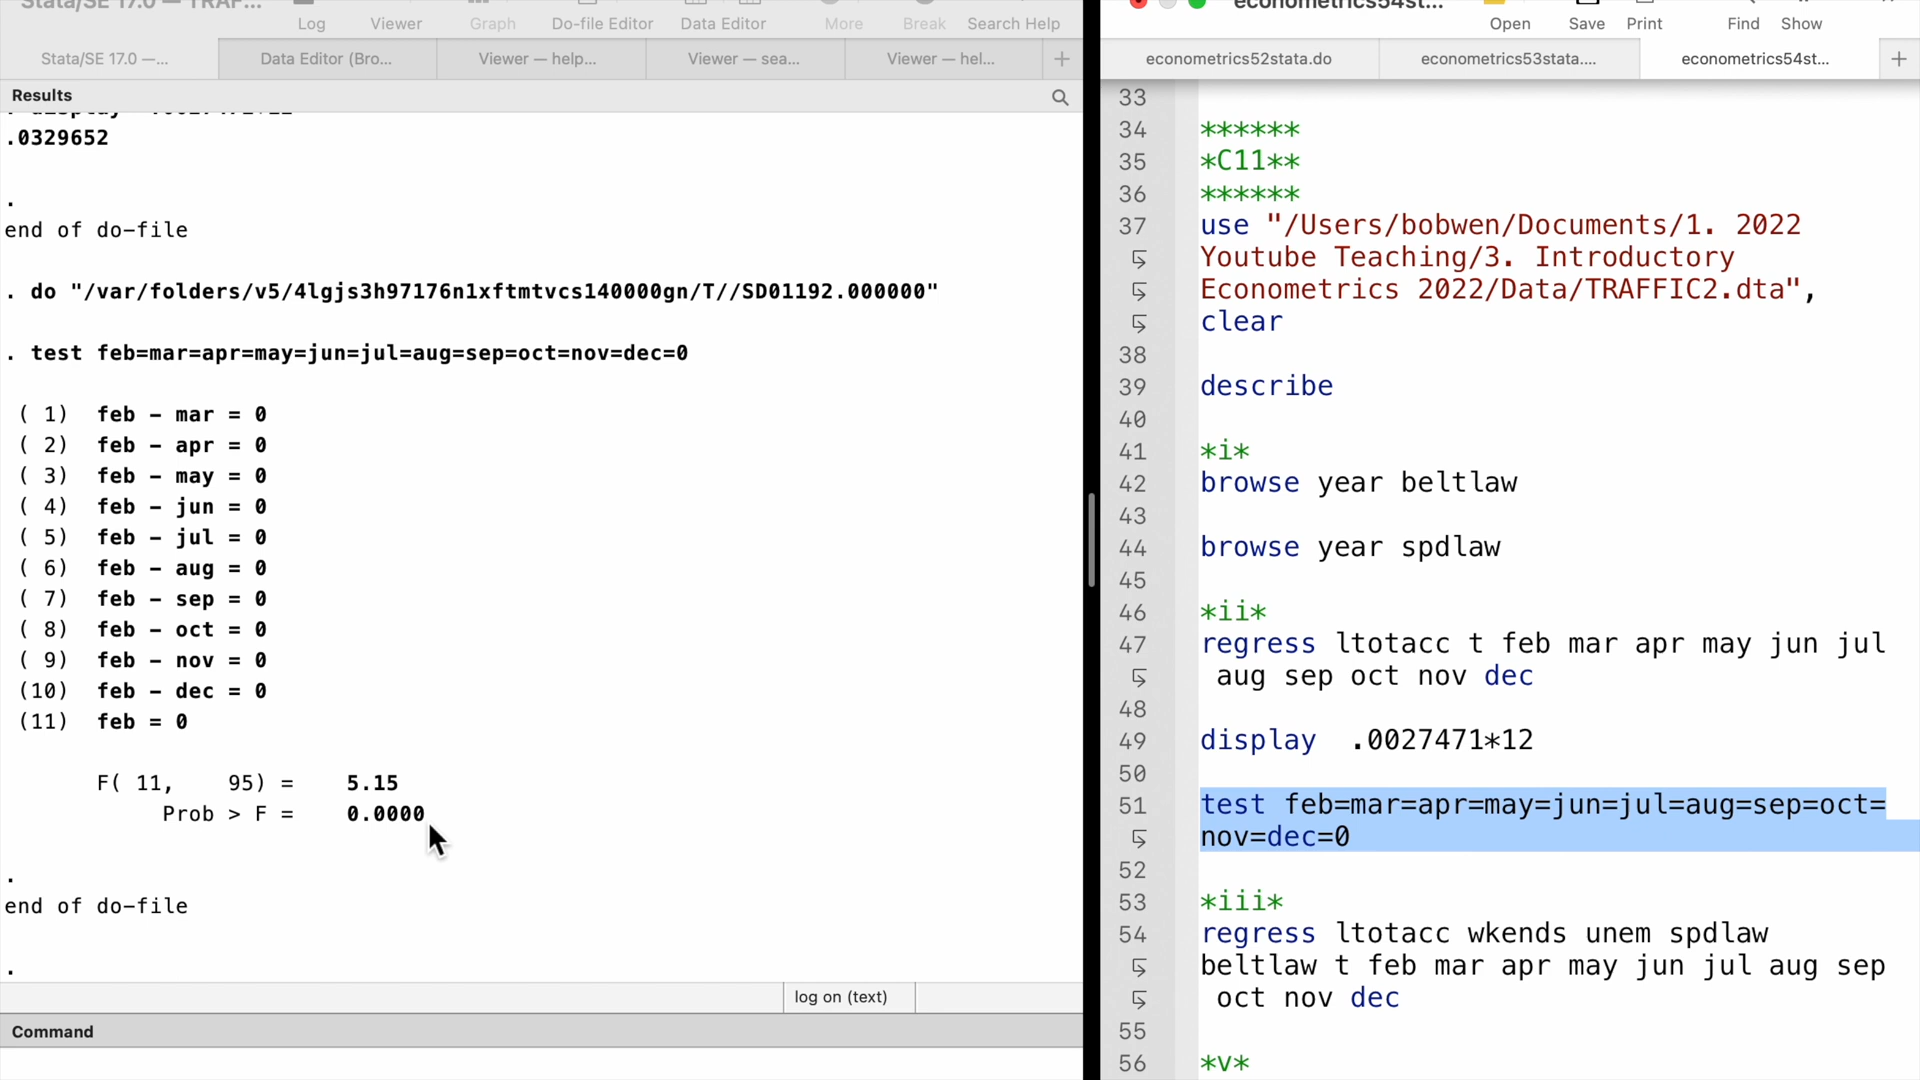 Stata/SE 17.0 — TRAF...
Log Viewer Graph Do-file Editor Data Editor More Break Search Help
Stata/SE 17.0 —... Data Editor (Bro... Viewer — help... Viewer — sea... Viewer — hel... +
Results
. display .0027471*12
.0329652
.
end of do-file
. do "/var/folders/v5/4lgjs3h97176n1xftmtvcs140000gn/T//SD01192.000000"
. test feb=mar=apr=may=jun=jul=aug=sep=oct=nov=dec=0
( 1) feb - mar = 0
( 2) feb - apr = 0
( 3) feb - may = 0
( 4) feb - jun = 0
( 5) feb - jul = 0
( 6) feb - aug = 0
( 7) feb - sep = 0
( 8) feb - oct = 0
( 9) feb - nov = 0
(10) feb - dec = 0
(11) feb = 0
F( 11, 95) = 5.15
Prob > F = 0.0000
.
end of do-file
.
log on (text)
Command
econometrics54st...
Open Save Print Find Show
econometrics52stata.do econometrics53stata.... econometrics54st... +
33
34 ******
35 *C11**
36 ******
37 use "/Users/bobwen/Documents/1. 2022
Youtube Teaching/3. Introductory
Econometrics 2022/Data/TRAFFIC2.dta",
clear
38
39 describe
40
41 *i*
42 browse year beltlaw
43
44 browse year spdlaw
45
46 *ii*
47 regress ltotacc t feb mar apr may jun jul
aug sep oct nov dec
48
49 display .0027471*12
50
51 test feb=mar=apr=may=jun=jul=aug=sep=oct=
nov=dec=0
52
53 *iii*
54 regress ltotacc wkends unem spdlaw
beltlaw t feb mar apr may jun jul aug sep
oct nov dec
55
56 *v*